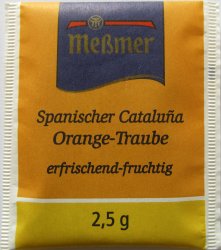 Meßmer
Spanischer Cataluña
Orange-Traube
erfrischend-fruchtig
2,5 g